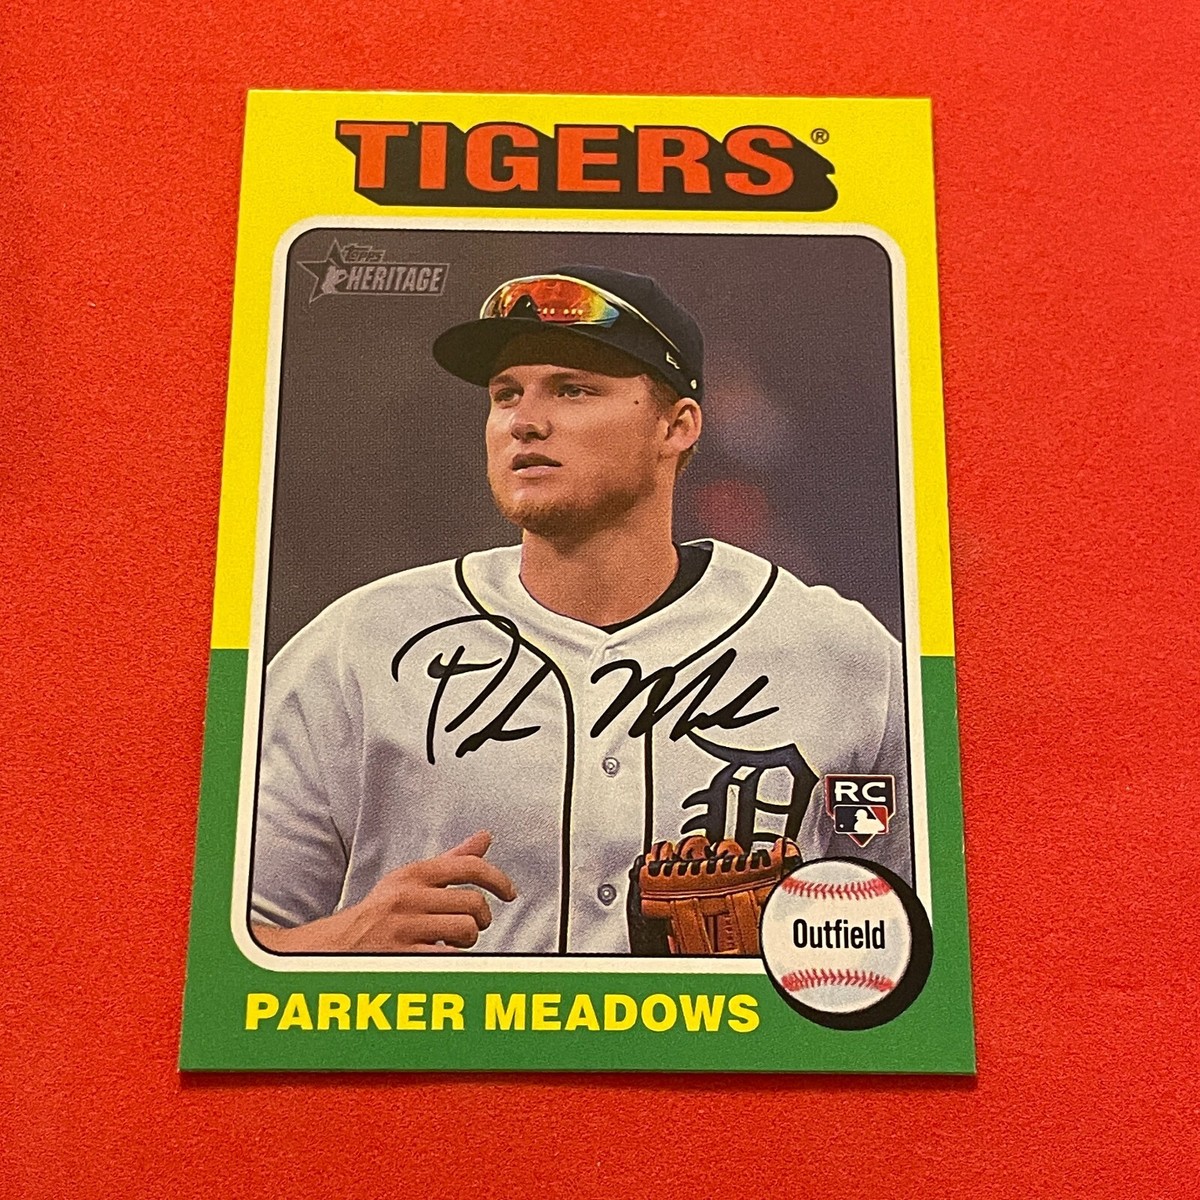 TIGERS®
TOPPS
HERITAGE
D
RC
Outfield
PARKER MEADOWS